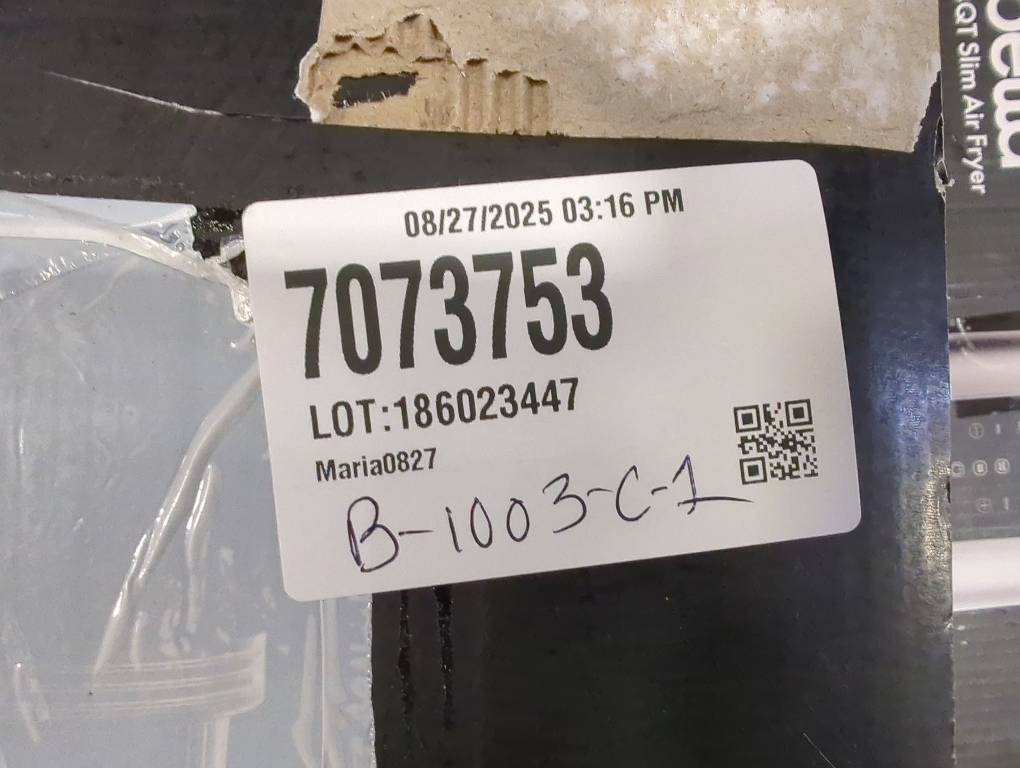 08/27/2025 03:16 PM
7073753
LOT:186023447
Maria0827
B-1003-C-1
QT Slim Air Fryer